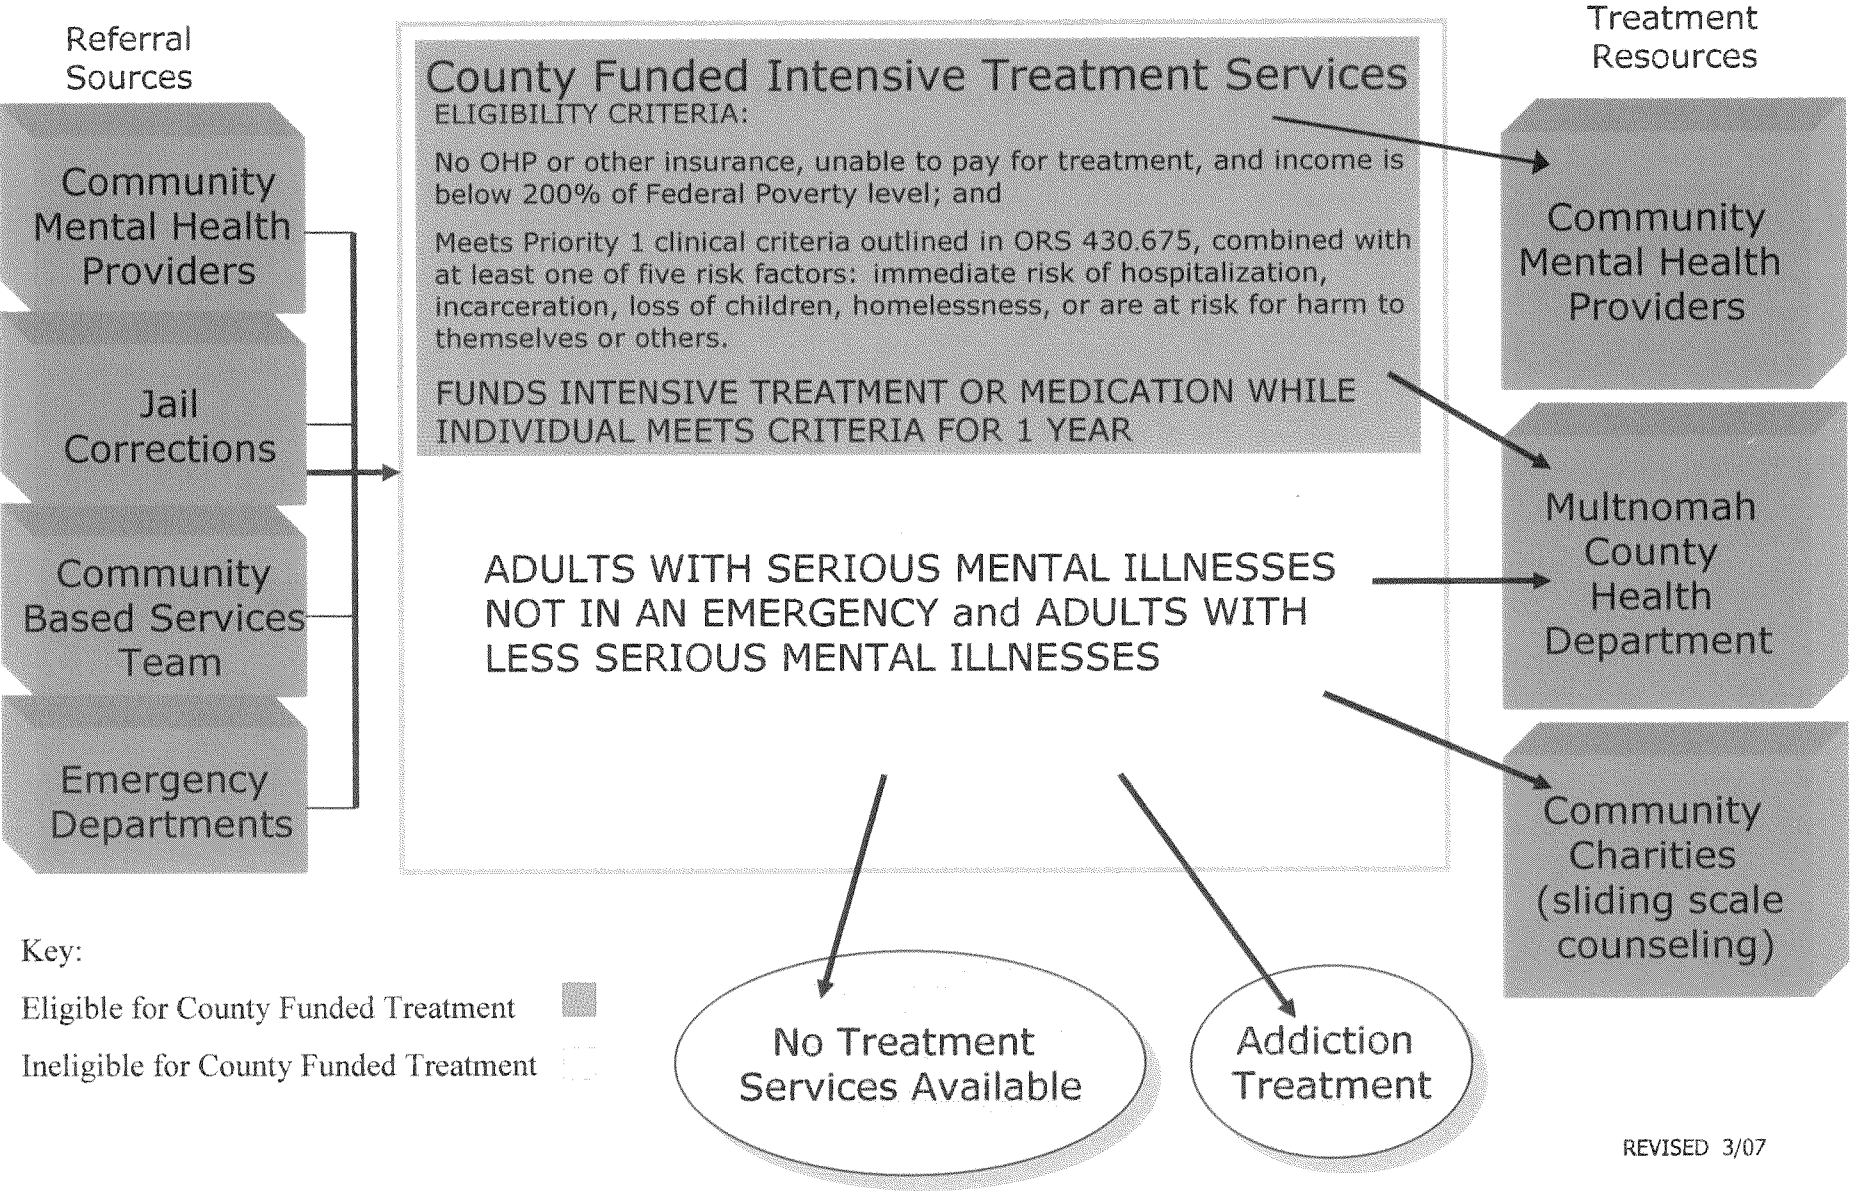 Referral
Sources
Community
Mental Health
Providers
Jail
Corrections
Community
Based Services
Team
Emergency
Departments
County Funded Intensive Treatment Services
ELIGIBILITY CRITERIA:
No OHP or other insurance, unable to pay for treatment, and income is
below 200% of Federal Poverty level; and
Meets Priority 1 clinical criteria outlined in ORS 430.675, combined with
at least one of five risk factors: immediate risk of hospitalization,
incarceration, loss of children, homelessness, or are at risk for harm to
themselves or others.
FUNDS INTENSIVE TREATMENT OR MEDICATION WHILE
INDIVIDUAL MEETS CRITERIA FOR 1 YEAR
ADULTS WITH SERIOUS MENTAL ILLNESSES
NOT IN AN EMERGENCY and ADULTS WITH
LESS SERIOUS MENTAL ILLNESSES
Treatment
Resources
Community
Mental Health
Providers
Multnomah
County
Health
Department
Community
Charities
(sliding scale
counseling)
Key:
Eligible for County Funded Treatment
Ineligible for County Funded Treatment
No Treatment
Services Available
Addiction
Treatment
REVISED 3/07